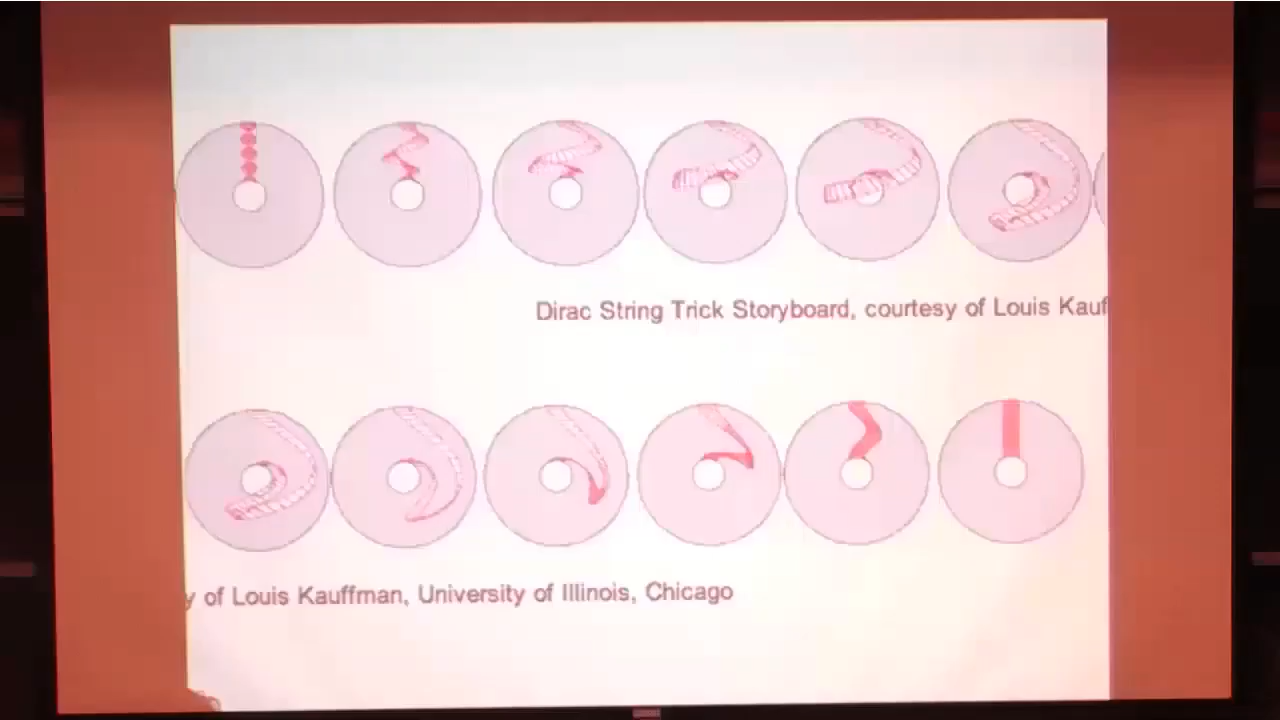 Dirac String Trick Storyboard, courtesy of Louis Kauf
y of Louis Kauffman, University of Illinois, Chicago